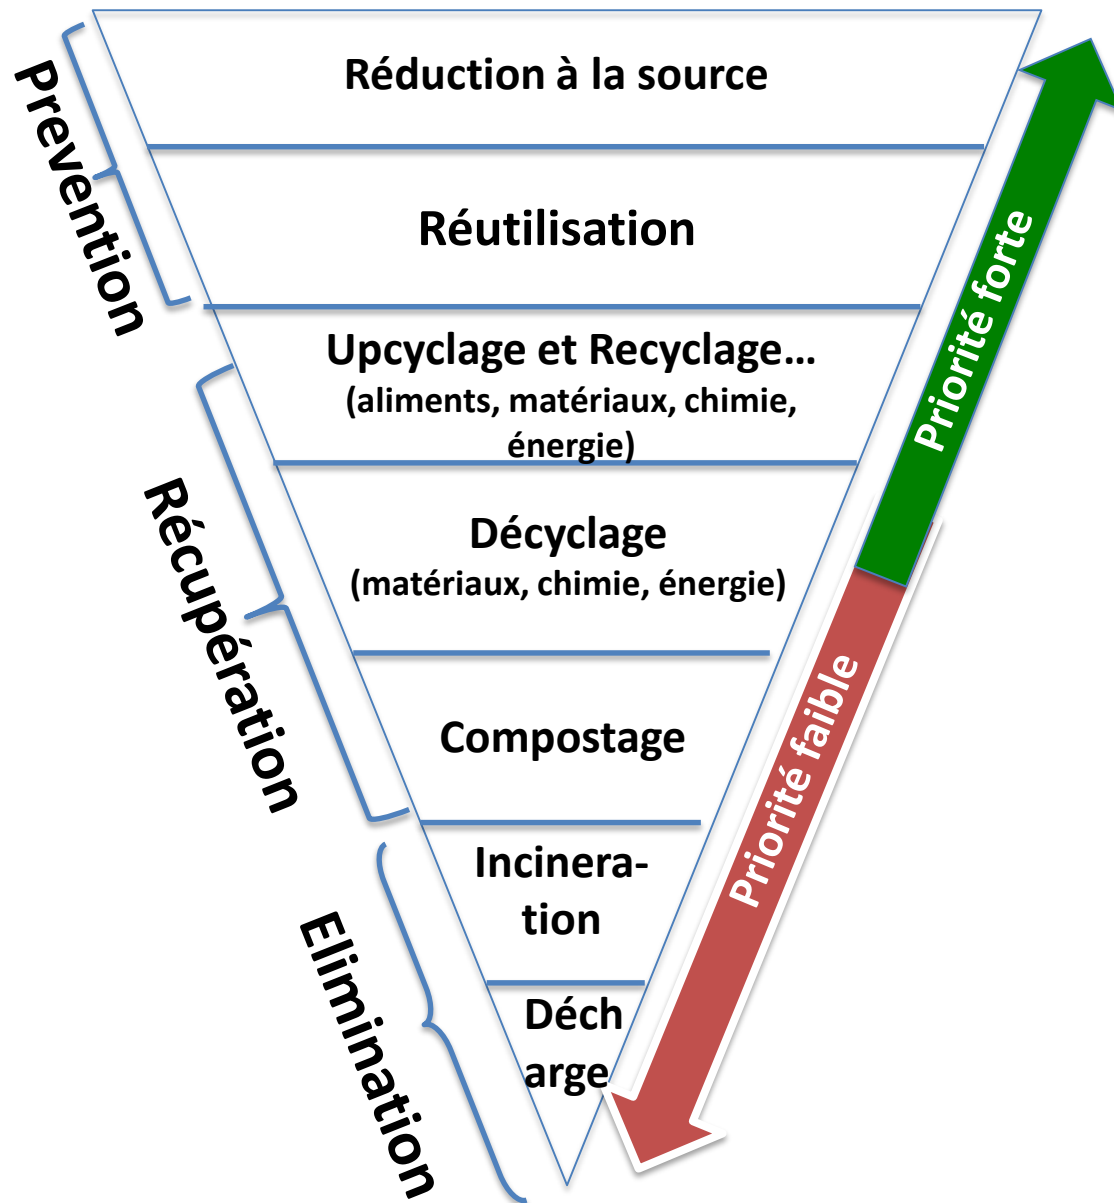 Réduction à la source
Prevention
Réutilisation
Priorité forte
Upcyclage et Recyclage...
(aliments, matériaux, chimie,
énergie)
Récupération
Décyclage
(matériaux, chimie, énergie)
Compostage
Priorité faible
Incinera-
tion
Elimination
Déch
arge